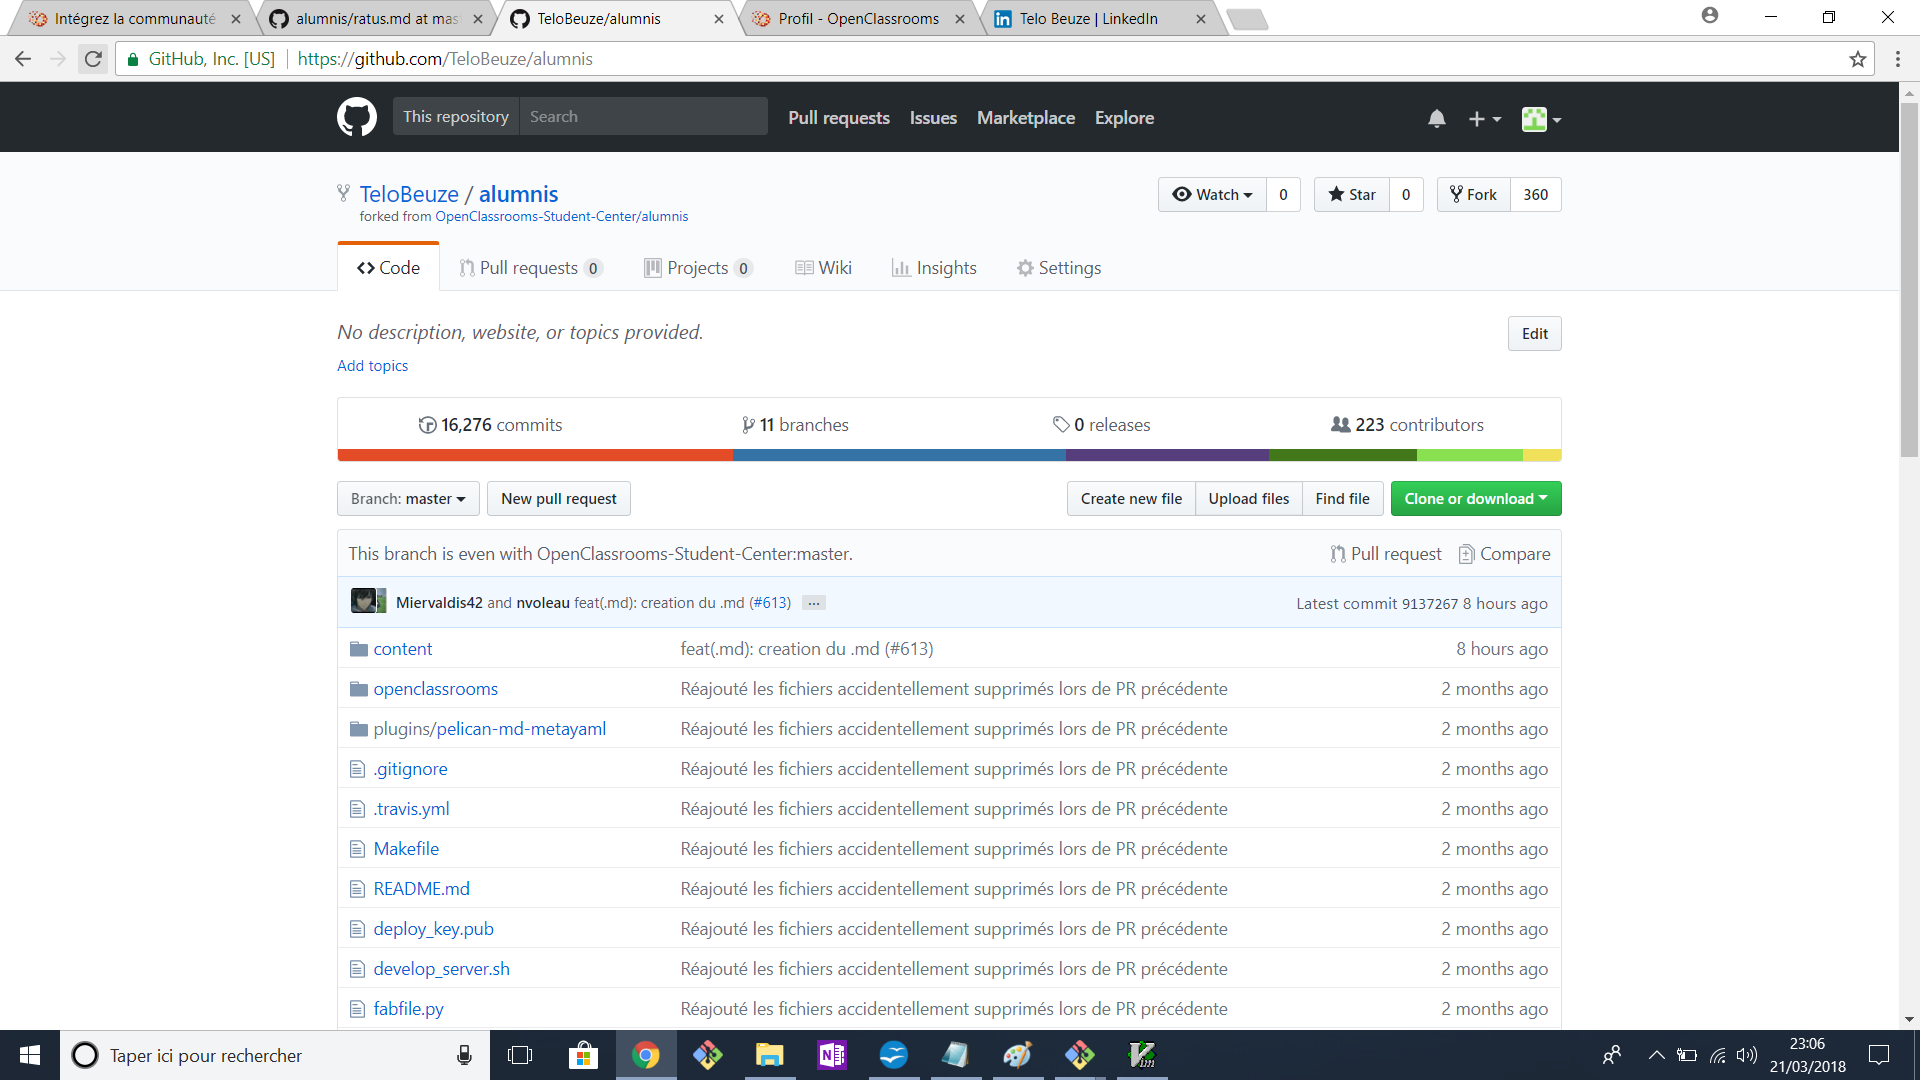 Intégrez la communauté
alumnis/ratus.md at mas
TeloBeuze/alumnis
Profil - OpenClassrooms
Telo Beuze | LinkedIn
GitHub, Inc. [US]
https://github.com/TeloBeuze/alumnis
This repository
Search
Pull requests
Issues
Marketplace
Explore
TeloBeuze / alumnis
forked from OpenClassrooms-Student-Center/alumnis
Watch 0
Star 0
Fork 360
Code
Pull requests 0
Projects 0
Wiki
Insights
Settings
No description, website, or topics provided.
Edit
Add topics
16,276 commits
11 branches
0 releases
223 contributors
Branch: master
New pull request
Create new file
Upload files
Find file
Clone or download
This branch is even with OpenClassrooms-Student-Center:master.
Pull request
Compare
Miervaldis42 and nvoleau feat(.md): creation du .md (#613) ...
Latest commit 9137267 8 hours ago
content feat(.md): creation du .md (#613) 8 hours ago
openclassrooms Réajouté les fichiers accidentellement supprimés lors de PR précédente 2 months ago
plugins/pelican-md-metayaml Réajouté les fichiers accidentellement supprimés lors de PR précédente 2 months ago
.gitignore Réajouté les fichiers accidentellement supprimés lors de PR précédente 2 months ago
.travis.yml Réajouté les fichiers accidentellement supprimés lors de PR précédente 2 months ago
Makefile Réajouté les fichiers accidentellement supprimés lors de PR précédente 2 months ago
README.md Réajouté les fichiers accidentellement supprimés lors de PR précédente 2 months ago
deploy_key.pub Réajouté les fichiers accidentellement supprimés lors de PR précédente 2 months ago
develop_server.sh Réajouté les fichiers accidentellement supprimés lors de PR précédente 2 months ago
fabfile.py Réajouté les fichiers accidentellement supprimés lors de PR précédente 2 months ago
Taper ici pour rechercher
23:06
21/03/2018